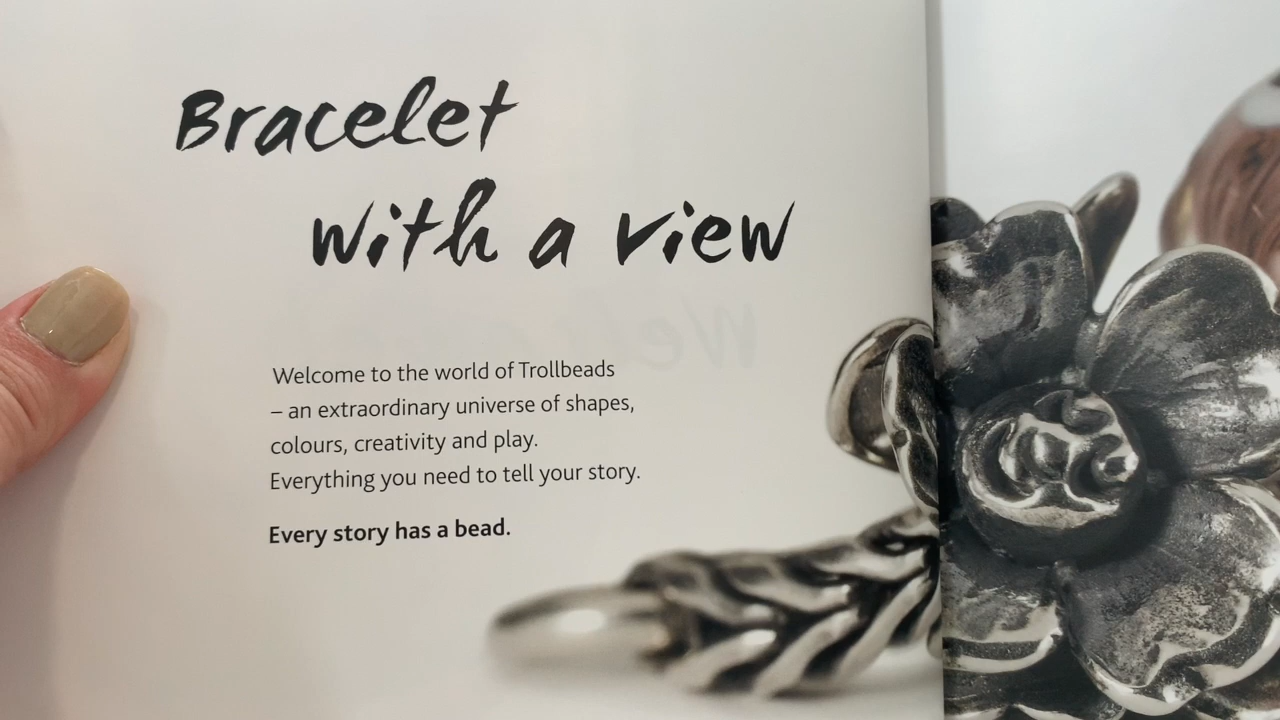 Bracelet
with a view
Welcome to the world of Trollbeads
– an extraordinary universe of shapes,
colours, creativity and play.
Everything you need to tell your story.
Every story has a bead.